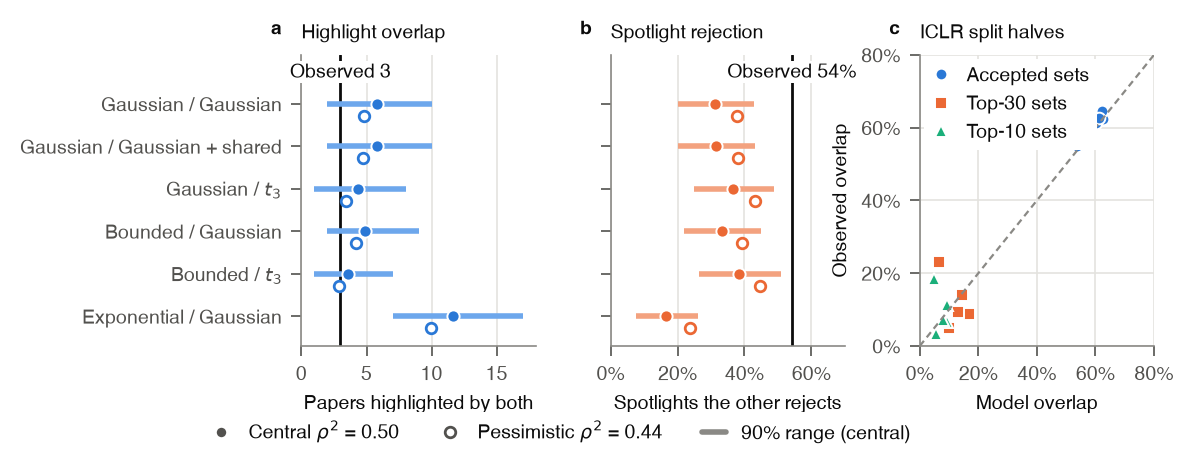 a Highlight overlap
Observed 3
Gaussian / Gaussian
Gaussian / Gaussian + shared
Gaussian / t₃
Bounded / Gaussian
Bounded / t₃
Exponential / Gaussian
0 5 10 15
Papers highlighted by both
b Spotlight rejection
Observed 54%
0% 20% 40% 60%
Spotlights the other rejects
c ICLR split halves
Accepted sets
Top-30 sets
Top-10 sets
Observed overlap
80%
60%
40%
20%
0%
0% 20% 40% 60% 80%
Model overlap
Central ρ² = 0.50 Pessimistic ρ² = 0.44 90% range (central)